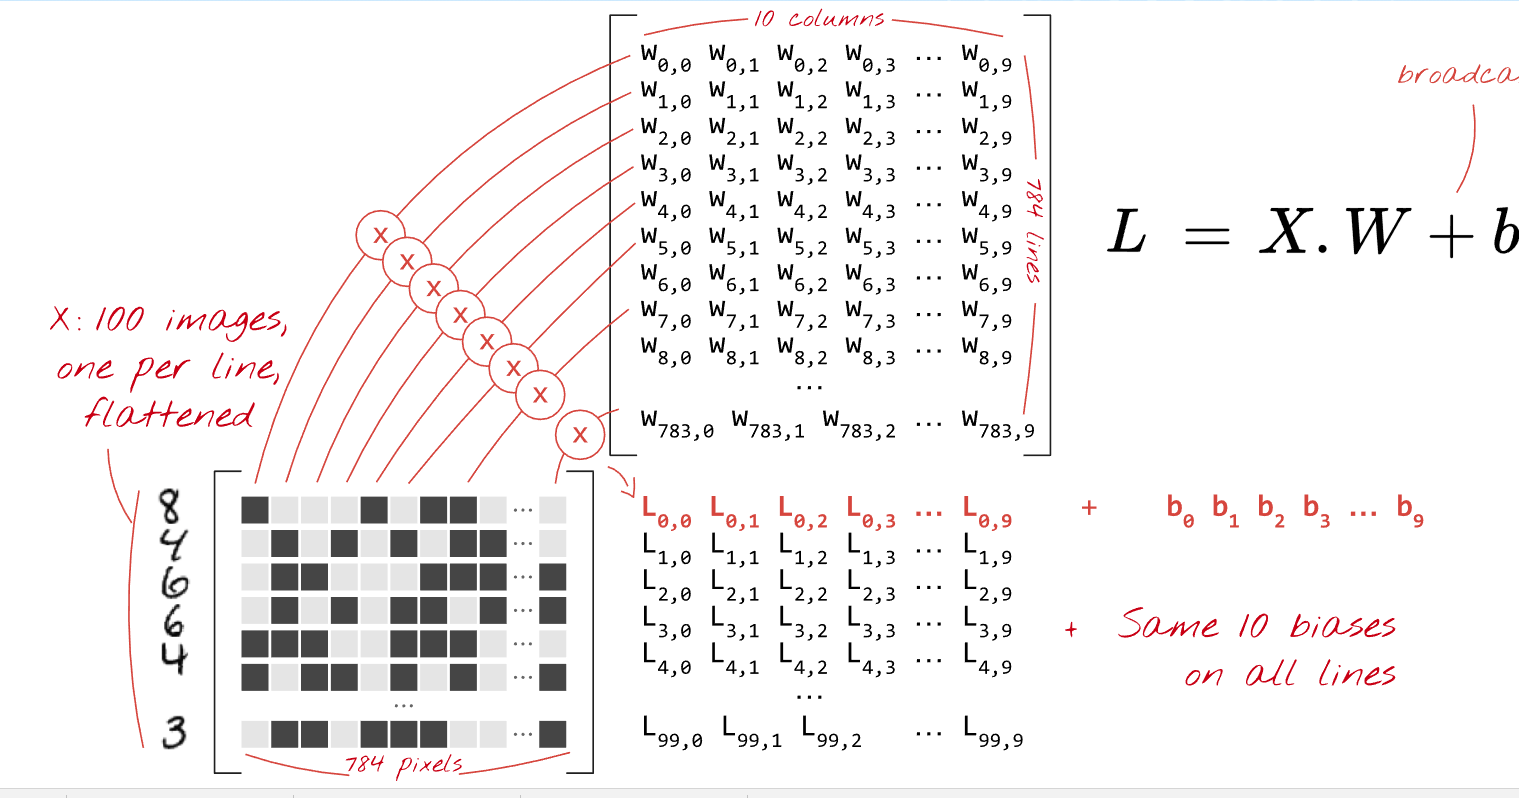 10 columns
W0,0 W0,1 W0,2 W0,3 ... W0,9
W1,0 W1,1 W1,2 W1,3 ... W1,9
W2,0 W2,1 W2,2 W2,3 ... W2,9
W3,0 W3,1 W3,2 W3,3 ... W3,9
W4,0 W4,1 W4,2 W4,3 ... W4,9
W5,0 W5,1 W5,2 W5,3 ... W5,9
W6,0 W6,1 W6,2 W6,3 ... W6,9
W7,0 W7,1 W7,2 W7,3 ... W7,9
W8,0 W8,1 W8,2 W8,3 ... W8,9
...
W783,0 W783,1 W783,2 ... W783,9
784 lines
broadca
L = X.W + b
x
x
x
x
x
x
x
x
X: 100 images,
one per line,
flattened
8 ...
4 ...
6 ...
6 ...
4 ...
...
...
3 ...
784 pixels
L0,0 L0,1 L0,2 L0,3 ... L0,9 + b0 b1 b2 b3 ... b9
L1,0 L1,1 L1,2 L1,3 ... L1,9
L2,0 L2,1 L2,2 L2,3 ... L2,9
L3,0 L3,1 L3,2 L3,3 ... L3,9
L4,0 L4,1 L4,2 L4,3 ... L4,9
...
L99,0 L99,1 L99,2 ... L99,9
+ Same 10 biases
on all lines